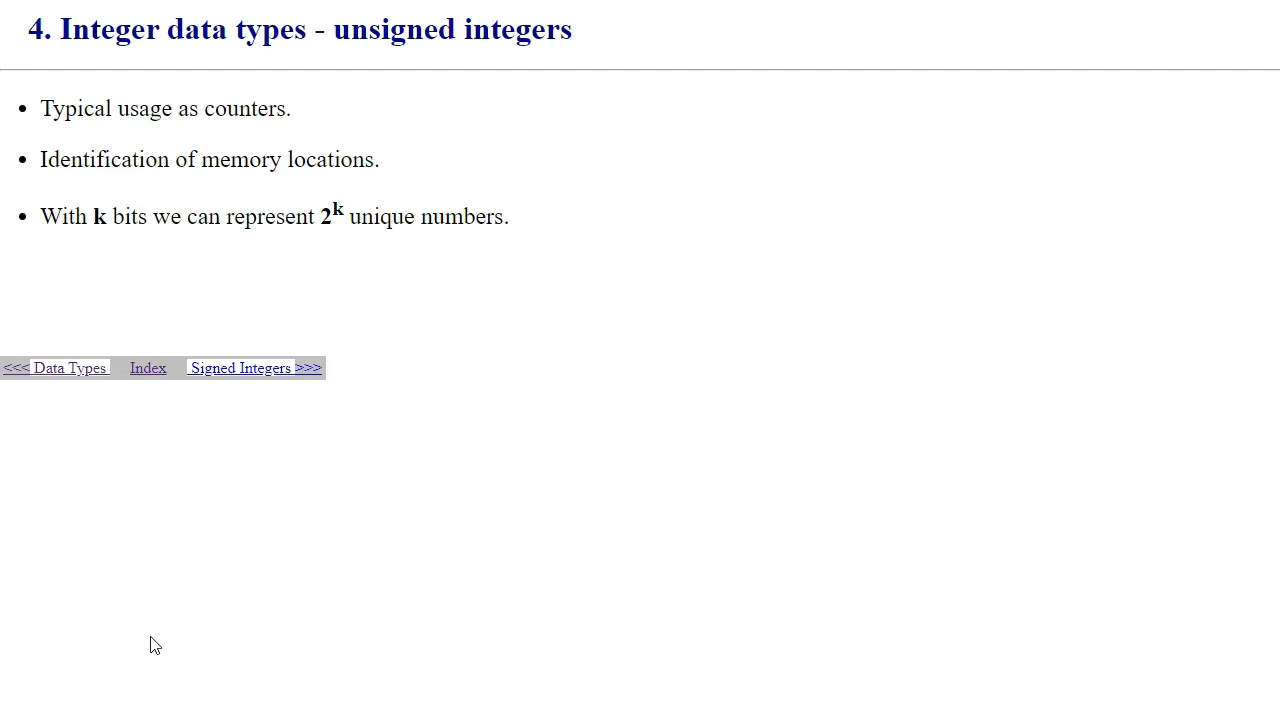 4. Integer data types - unsigned integers
Typical usage as counters.
Identification of memory locations.
With k bits we can represent 2^k unique numbers.
<<< Data Types Index Signed Integers >>>